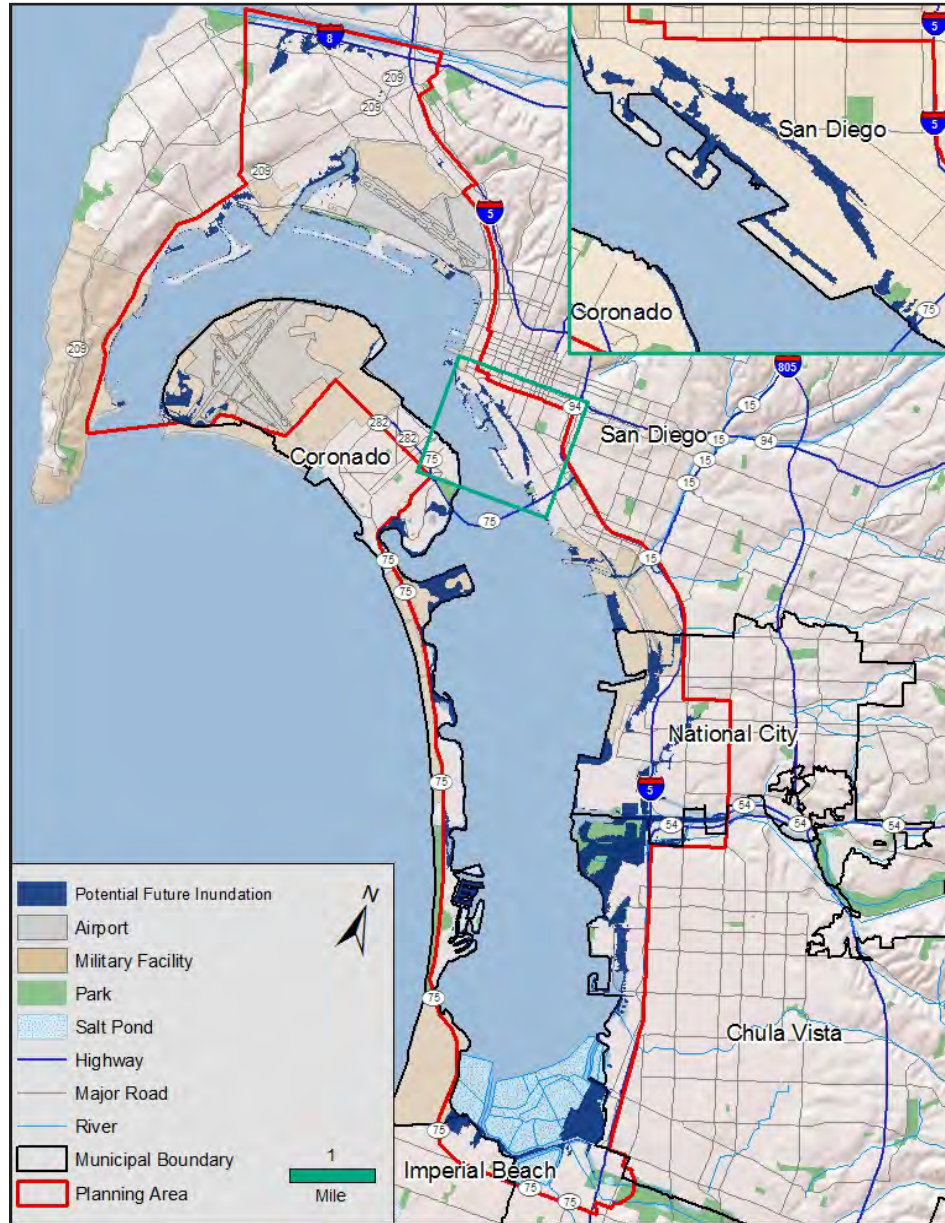 8
209
209
209
209
5
282
282
75
Coronado
94
San Diego
805
15
94
15
15
15
75
75
75
15
National City
5
75
54
54
54
54
75
Chula Vista
75
Imperial Beach
75
75
5
5
San Diego
Coronado
75
Potential Future Inundation
Airport
Military Facility
Park
Salt Pond
Highway
Major Road
River
Municipal Boundary
Planning Area
N
1
Mile